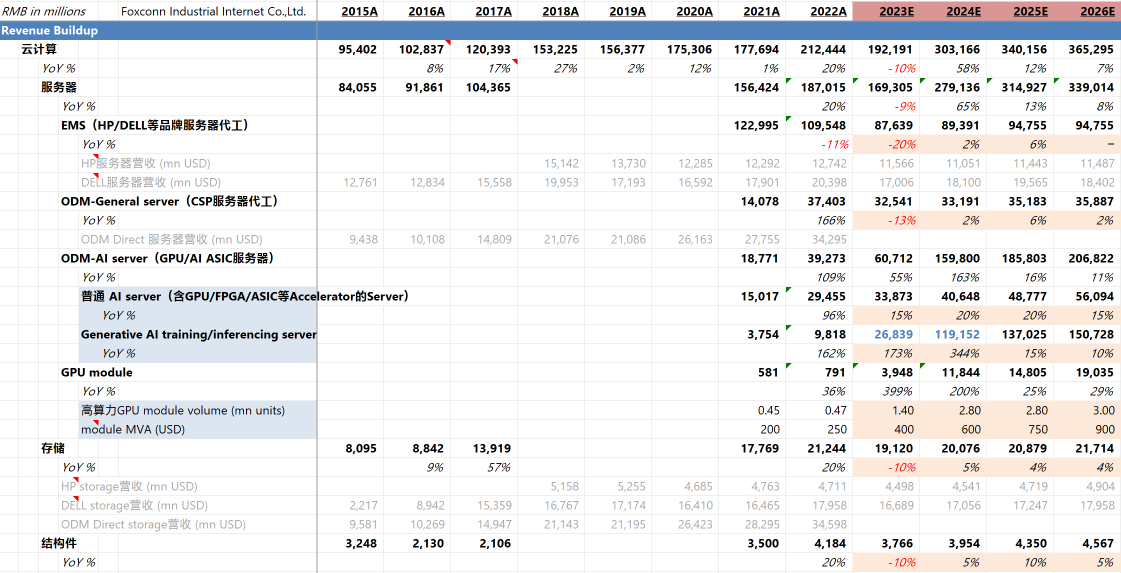 RMB in millions Foxconn Industrial Internet Co.,Ltd. 2015A 2016A 2017A 2018A 2019A 2020A 2021A 2022A 2023E 2024E 2025E 2026E
Revenue Buildup
云计算 95,402 102,837 120,393 153,225 156,377 175,306 177,694 212,444 192,191 303,166 340,156 365,295
YoY % 8% 17% 27% 2% 12% 1% 20% -10% 58% 12% 7%
服务器 84,055 91,861 104,365 156,424 187,015 169,305 279,136 314,927 339,014
YoY % 20% -9% 65% 13% 8%
EMS（HP/DELL等品牌服务器代工） 122,995 109,548 87,639 89,391 94,755 94,755
YoY % -11% -20% 2% 6% –
HP服务器营收 (mn USD) 15,142 13,730 12,285 12,292 12,742 11,566 11,051 11,443 11,487
DELL服务器营收 (mn USD) 12,761 12,834 15,558 19,953 17,193 16,592 17,901 20,398 17,006 18,100 19,565 18,402
ODM-General server（CSP服务器代工） 14,078 37,403 32,541 33,191 35,183 35,887
YoY % 166% -13% 2% 6% 2%
ODM Direct 服务器营收 (mn USD) 9,438 10,108 14,809 21,076 21,086 26,163 27,755 34,295
ODM-AI server（GPU/AI ASIC服务器） 18,771 39,273 60,712 159,800 185,803 206,822
YoY % 109% 55% 163% 16% 11%
普通 AI server（含GPU/FPGA/ASIC等Accelerator的Server） 15,017 29,455 33,873 40,648 48,777 56,094
YoY % 96% 15% 20% 20% 15%
Generative AI training/inferencing server 3,754 9,818 26,839 119,152 137,025 150,728
YoY % 162% 173% 344% 15% 10%
GPU module 581 791 3,948 11,844 14,805 19,035
YoY % 36% 399% 200% 25% 29%
高算力GPU module volume (mn units) 0.45 0.47 1.40 2.80 2.80 3.00
module MVA (USD) 200 250 400 600 750 900
存储 8,095 8,842 13,919 17,769 21,244 19,120 20,076 20,879 21,714
YoY % 9% 57% 20% -10% 5% 4% 4%
HP storage营收 (mn USD) 5,158 5,255 4,685 4,763 4,711 4,498 4,541 4,719 4,904
DELL storage营收 (mn USD) 2,217 8,942 15,359 16,767 17,174 16,410 16,465 17,958 16,689 17,056 17,247 17,958
ODM Direct storage营收 (mn USD) 9,581 10,269 14,947 21,143 21,195 26,423 28,295 34,598
结构件 3,248 2,130 2,106 3,500 4,184 3,766 3,954 4,350 4,567
YoY % 20% -10% 5% 10% 5%